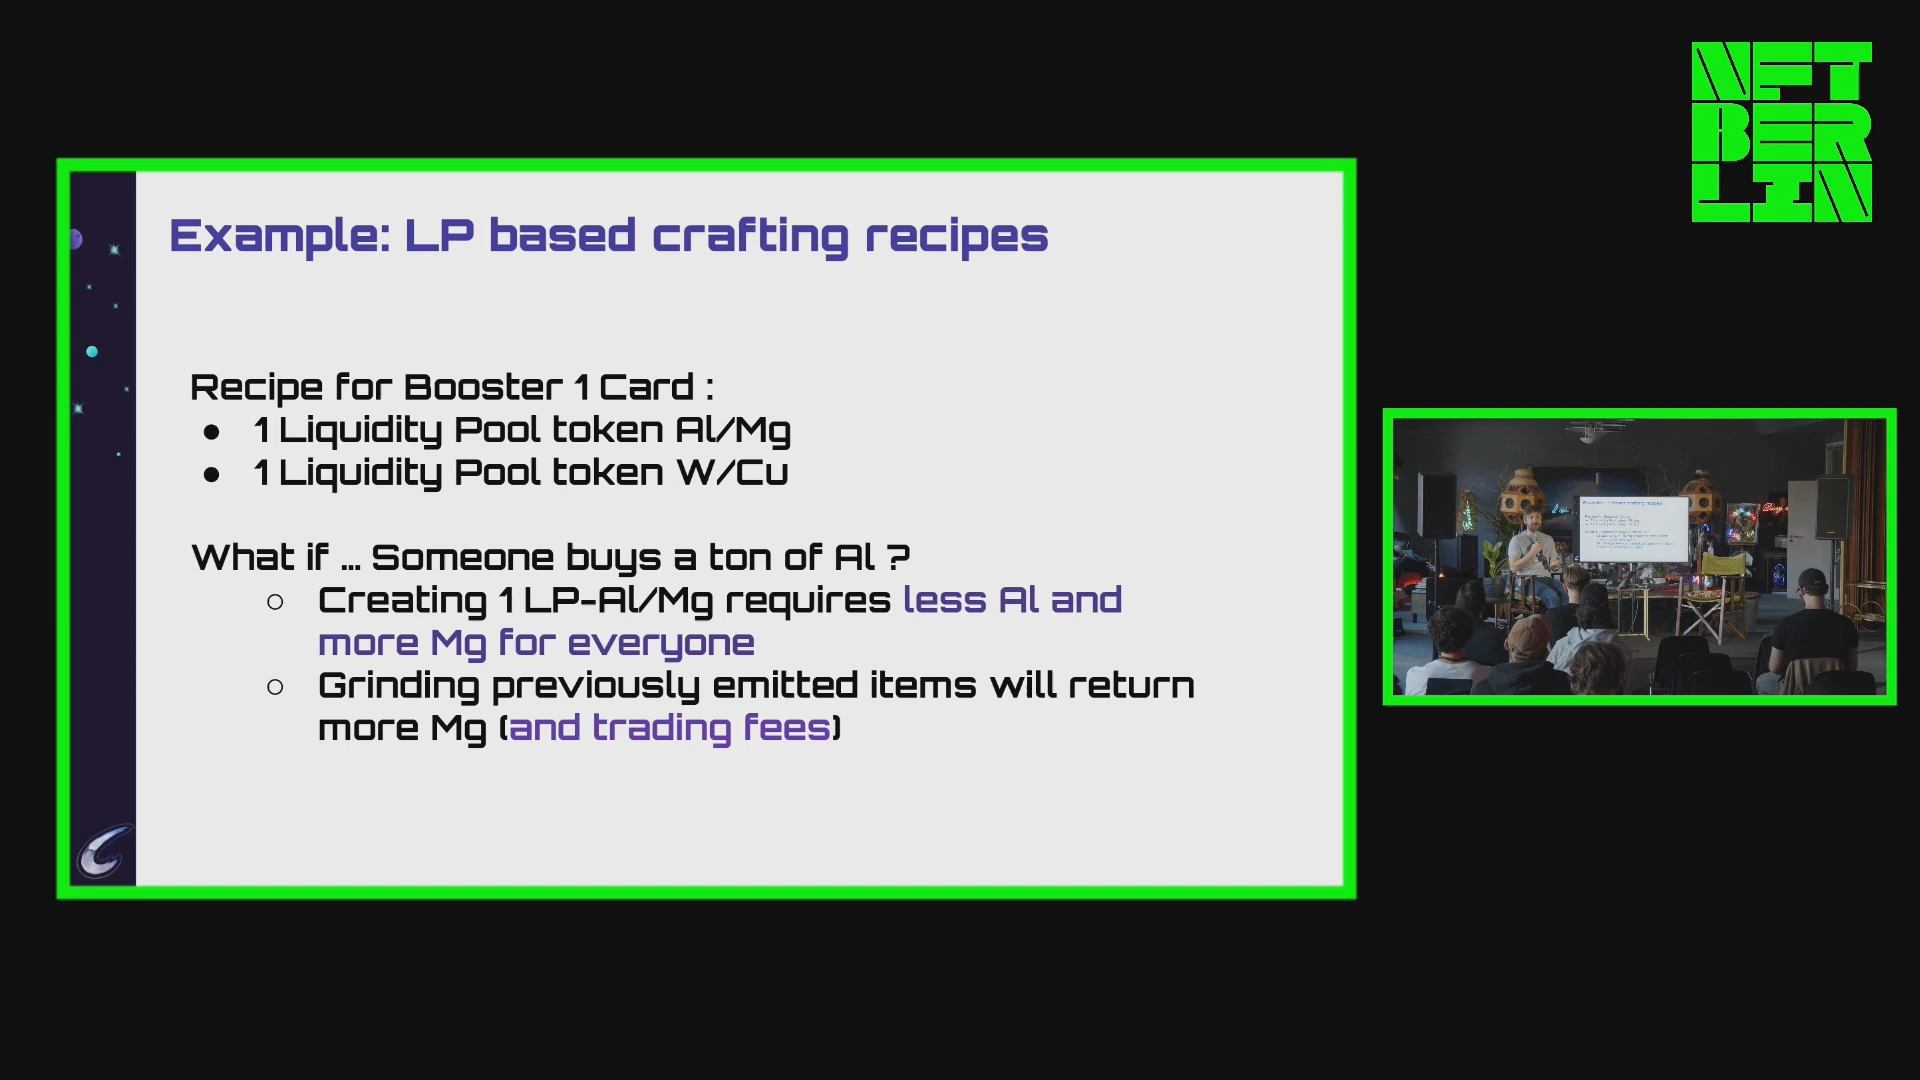 NFT
BER
LIN
Example: LP based crafting recipes
Recipe for Booster 1 Card :
● 1 Liquidity Pool token Al/Mg
● 1 Liquidity Pool token W/Cu
What if ... Someone buys a ton of Al ?
○ Creating 1 LP-Al/Mg requires less Al and
more Mg for everyone
○ Grinding previously emitted items will return
more Mg (and trading fees)